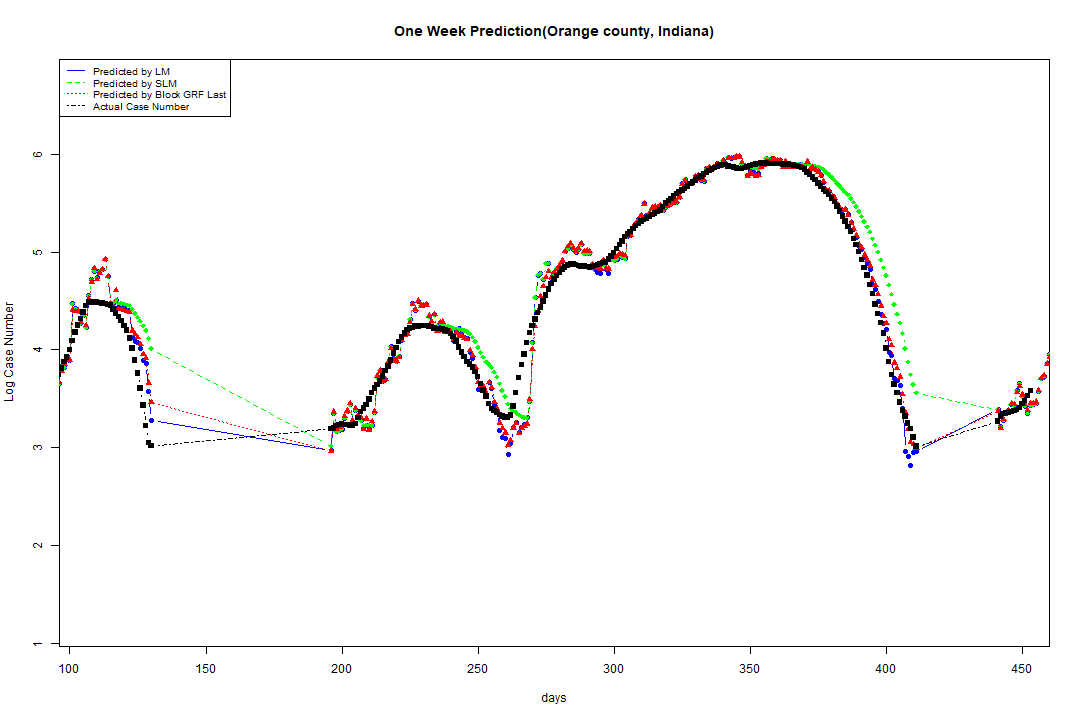 One Week Prediction(Orange county, Indiana)
Predicted by LM
Predicted by SLM
Predicted by Block GRF Last
Actual Case Number
Log Case Number
6
5
4
3
2
1
100 150 200 250 300 350 400 450
days